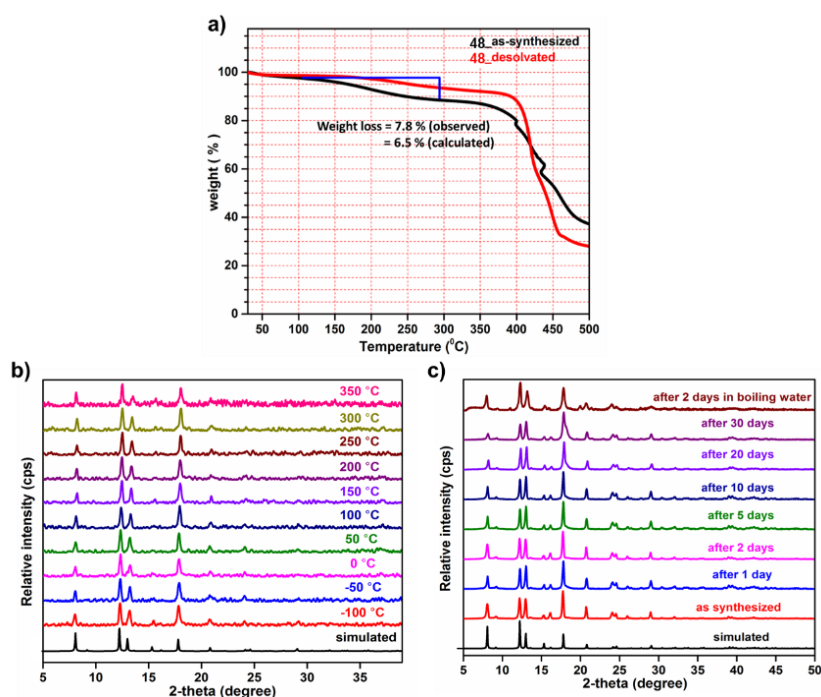 a)
48_as-synthesized
48_desolvated
100
80
60
40
20
0
weight ( % )
Weight loss = 7.8 % (observed)
= 6.5 % (calculated)
50 100 150 200 250 300 350 400 450 500
Temperature (⁰C)
b)
Relative intensity (cps)
350 °C
300 °C
250 °C
200 °C
150 °C
100 °C
50 °C
0 °C
-50 °C
-100 °C
simulated
5 10 15 20 25 30 35
2-theta (degree)
c)
Relative intensity (cps)
after 2 days in boiling water
after 30 days
after 20 days
after 10 days
after 5 days
after 2 days
after 1 day
as synthesized
simulated
5 10 15 20 25 30 35 40 45 50
2-theta (degree)